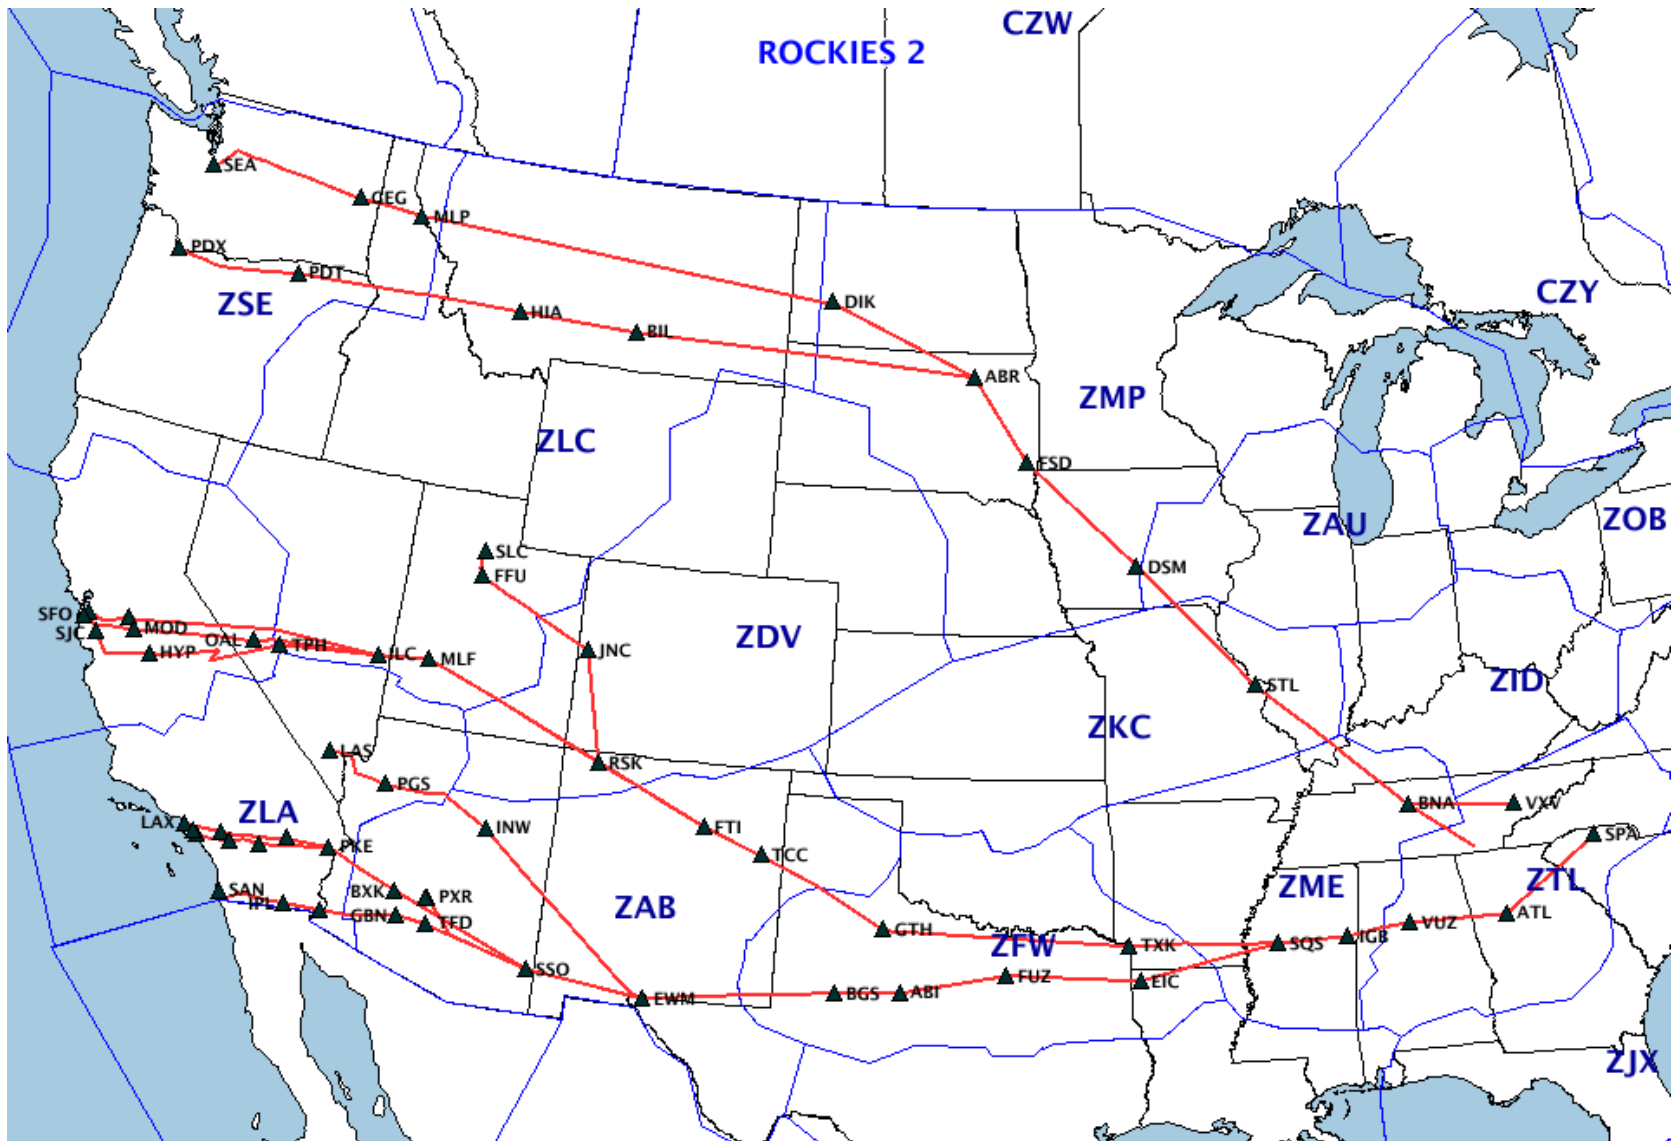 CZW
ROCKIES 2
SEA
GEG
MLP
PDX
PDT
ZSE
HIA
BIL
DIK
CZY
ABR
ZMP
ZLC
FSD
ZAU
ZOB
SLC
FFU
DSM
SFO
MOD
SJC
OAL
TPH
HYP
ILC
MLF
JNC
ZDV
ZID
STL
ZKC
LAS
RSK
PGS
LAX
ZLA
INW
FTI
BNA
VXV
PKE
TCC
SPA
SAN
IPL
BXK
PXR
GBN
TFD
ZAB
ZME
ZTL
GTH
ZFW
TXK
SQS
IGB
VUZ
ATL
SSO
EWM
BGS
ABI
FUZ
EIC
ZJX